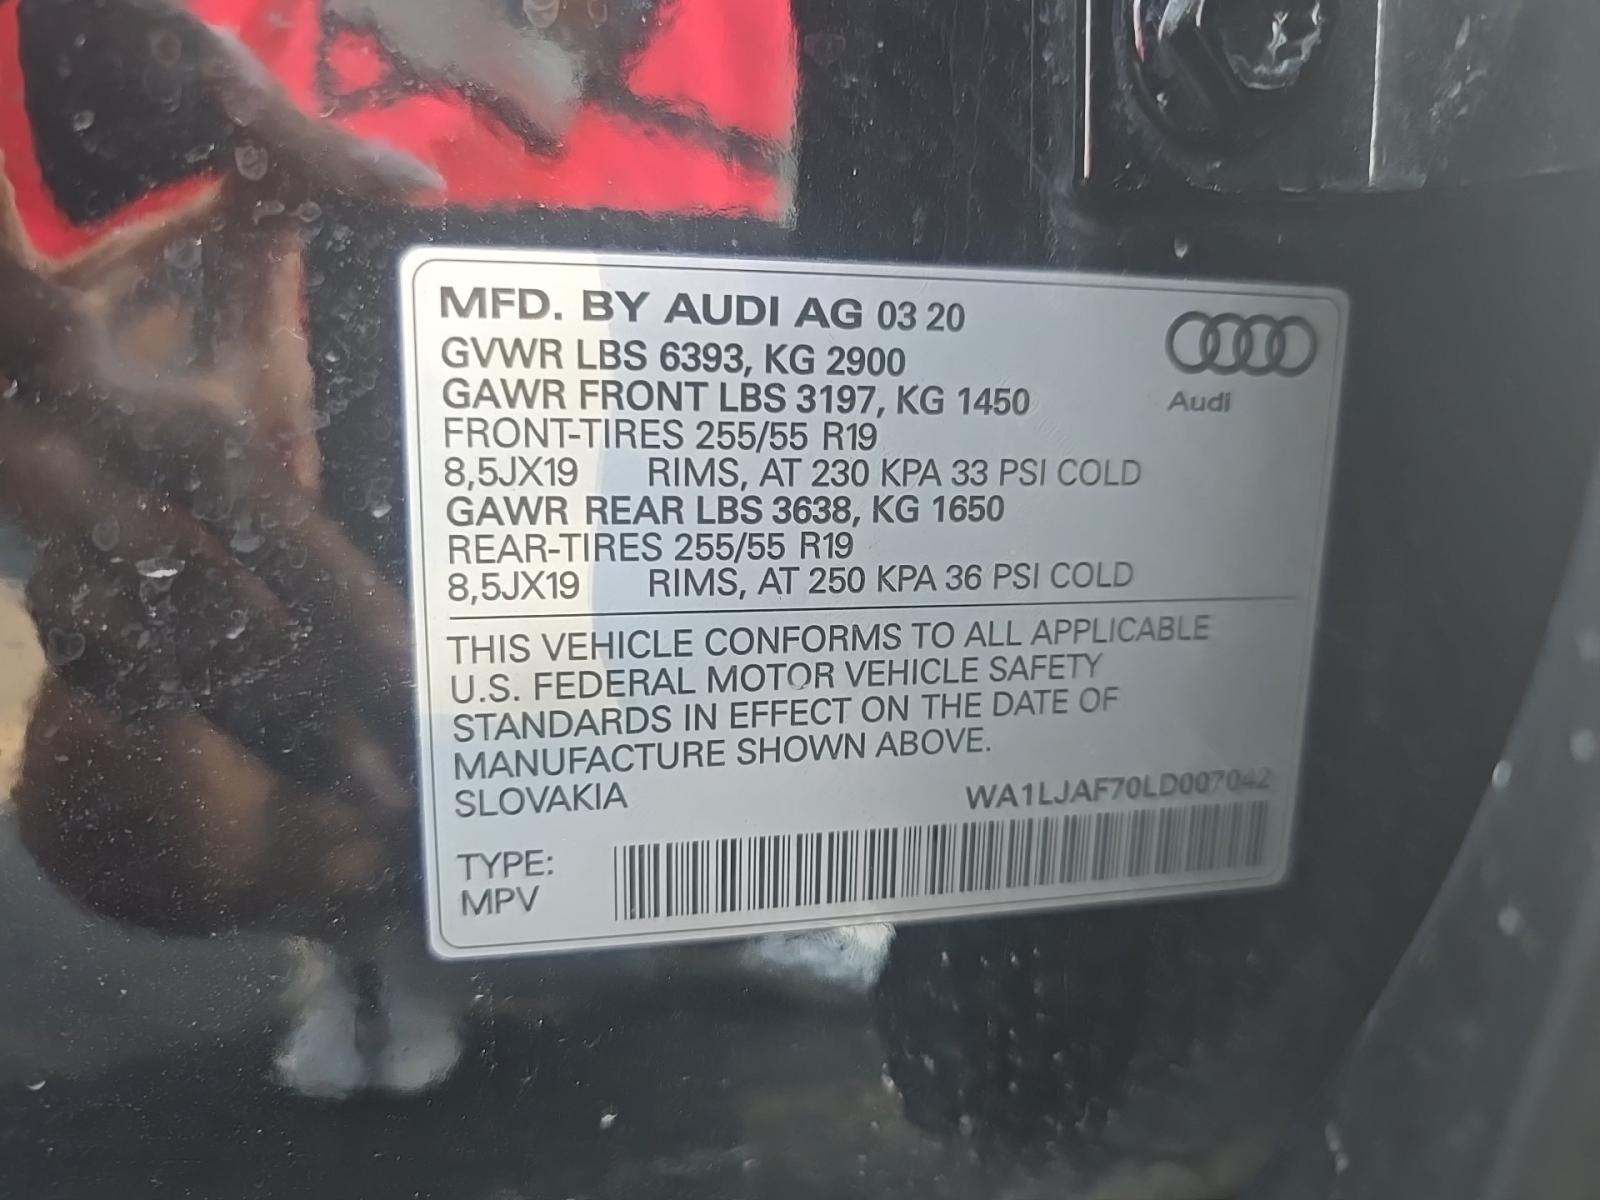 MFD. BY AUDI AG 03 20
GVWR LBS 6393, KG 2900
GAWR FRONT LBS 3197, KG 1450
FRONT-TIRES 255/55 R19
8,5JX19 RIMS, AT 230 KPA 33 PSI COLD
GAWR REAR LBS 3638, KG 1650
REAR-TIRES 255/55 R19
8,5JX19 RIMS, AT 250 KPA 36 PSI COLD
Audi
THIS VEHICLE CONFORMS TO ALL APPLICABLE
U.S. FEDERAL MOTOR VEHICLE SAFETY
STANDARDS IN EFFECT ON THE DATE OF
MANUFACTURE SHOWN ABOVE.
SLOVAKIA WA1LJAF70LD007042
TYPE:
MPV